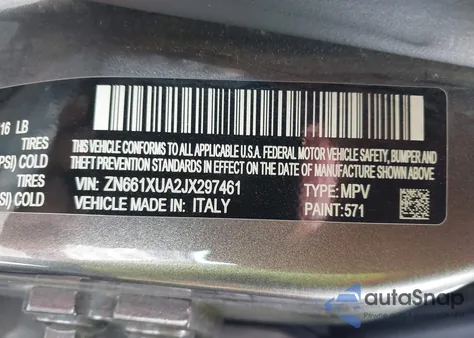 16 LB
TIRES
PSI) COLD
TIRES
SI) COLD
THIS VEHICLE CONFORMS TO ALL APPLICABLE U.S.A. FEDERAL MOTOR VEHICLE SAFETY, BUMPER AND
THEFT PREVENTION STANDARDS IN EFFECT ON THE DATE OF MANUFACTURE SHOWN ABOVE.
VIN: ZN661XUA2JX297461 TYPE: MPV
VEHICLE MADE IN: ITALY PAINT: 571
autaSnap